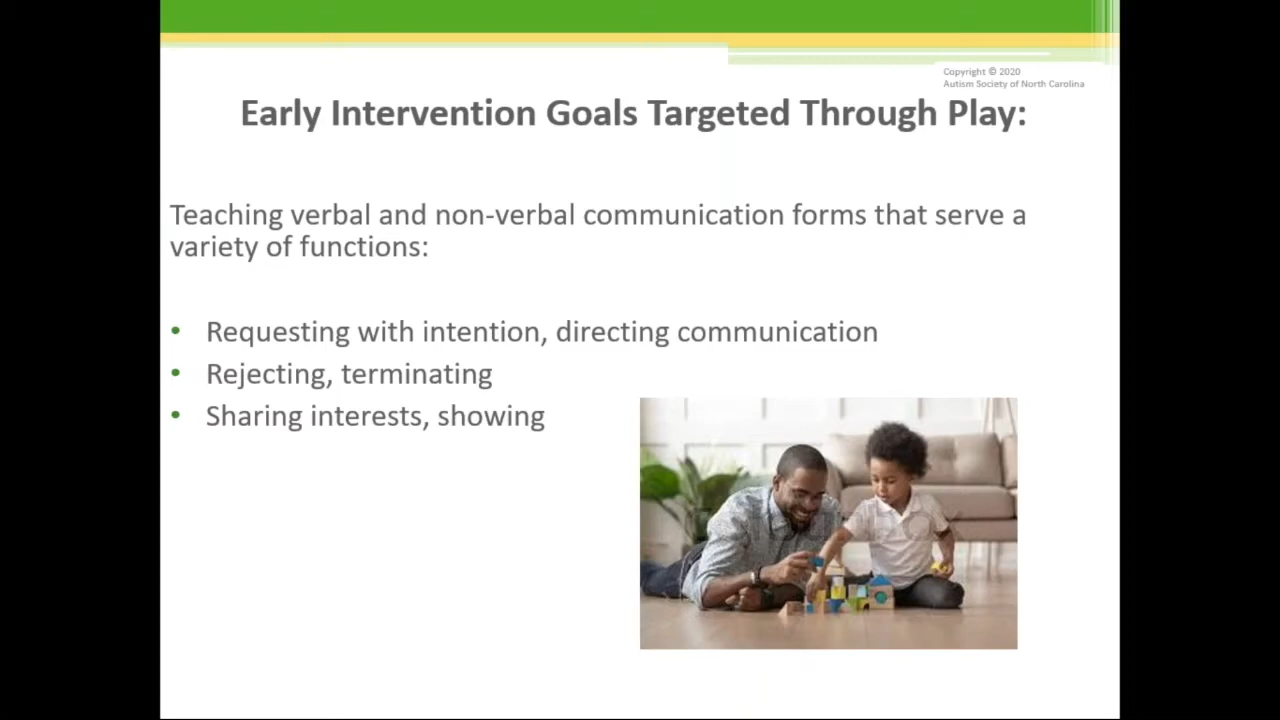 Copyright © 2020
Autism Society of North Carolina
Early Intervention Goals Targeted Through Play:
Teaching verbal and non-verbal communication forms that serve a
variety of functions:
• Requesting with intention, directing communication
• Rejecting, terminating
• Sharing interests, showing